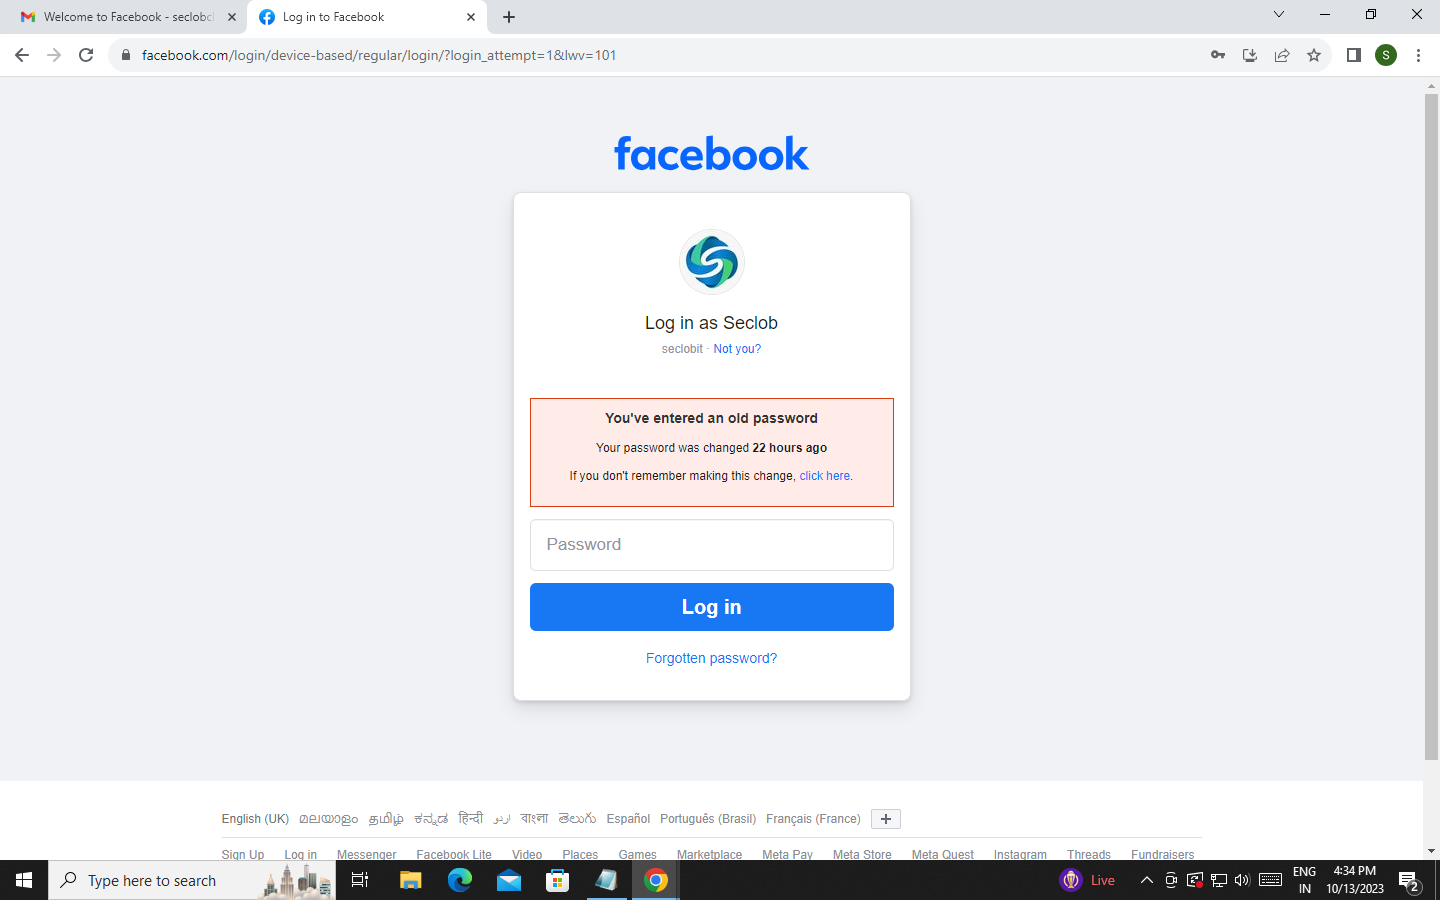 Welcome to Facebook - seclobc
Log in to Facebook
facebook.com/login/device-based/regular/login/?login_attempt=1&lwv=101
S
facebook
Log in as Seclob
seclobit · Not you?
You've entered an old password
Your password was changed 22 hours ago
If you don't remember making this change, click here.
Password
Log in
Forgotten password?
English (UK) മലയാളം தமிழ் ಕನ್ನಡ हिन्दी اردو বাংলা తెలుగు Español Português (Brasil) Français (France)
Sign Up Log in Messenger Facebook Lite Video Places Games Marketplace Meta Pay Meta Store Meta Quest Instagram Threads Fundraisers
Type here to search
Live
ENG
IN
4:34 PM
10/13/2023
2